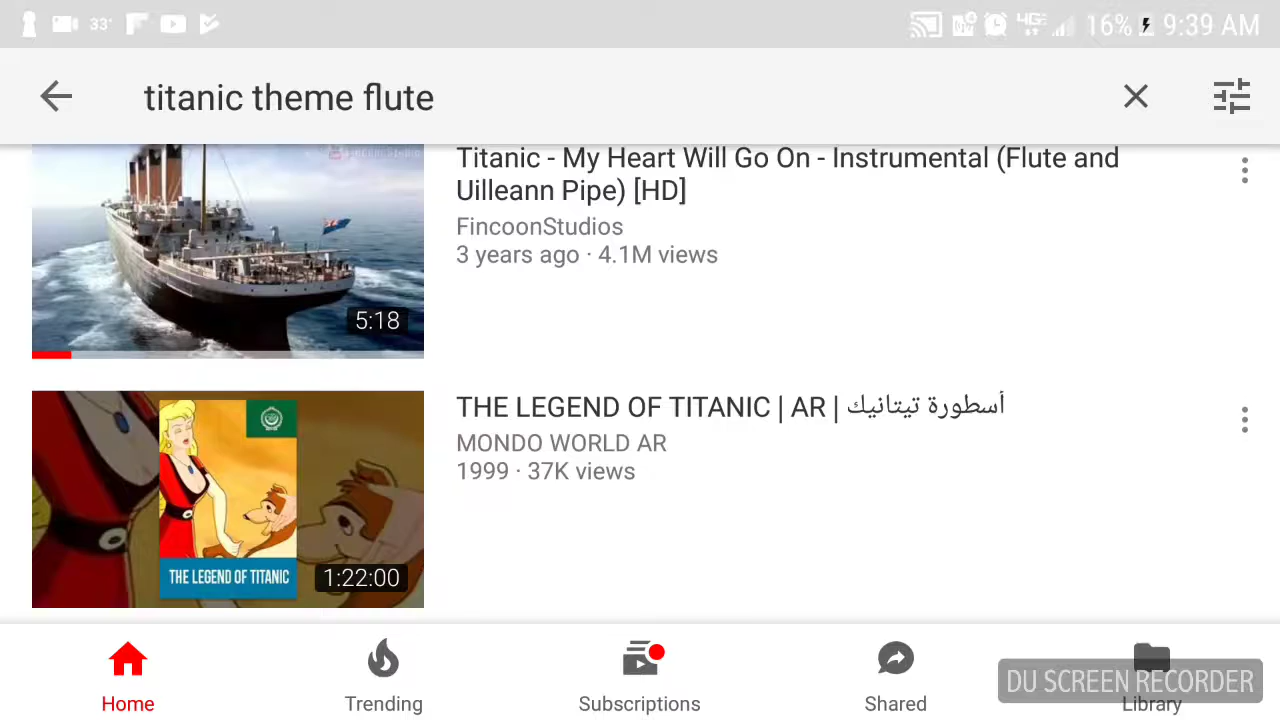 33°
4G
16%
9:39 AM
titanic theme flute
Titanic - My Heart Will Go On - Instrumental (Flute and
Uilleann Pipe) [HD]
FincoonStudios
3 years ago · 4.1M views
5:18
THE LEGEND OF TITANIC | AR | أسطورة تيتانيك
MONDO WORLD AR
1999 · 37K views
THE LEGEND OF TITANIC
1:22:00
Home
Trending
Subscriptions
Shared
Library
DU SCREEN RECORDER